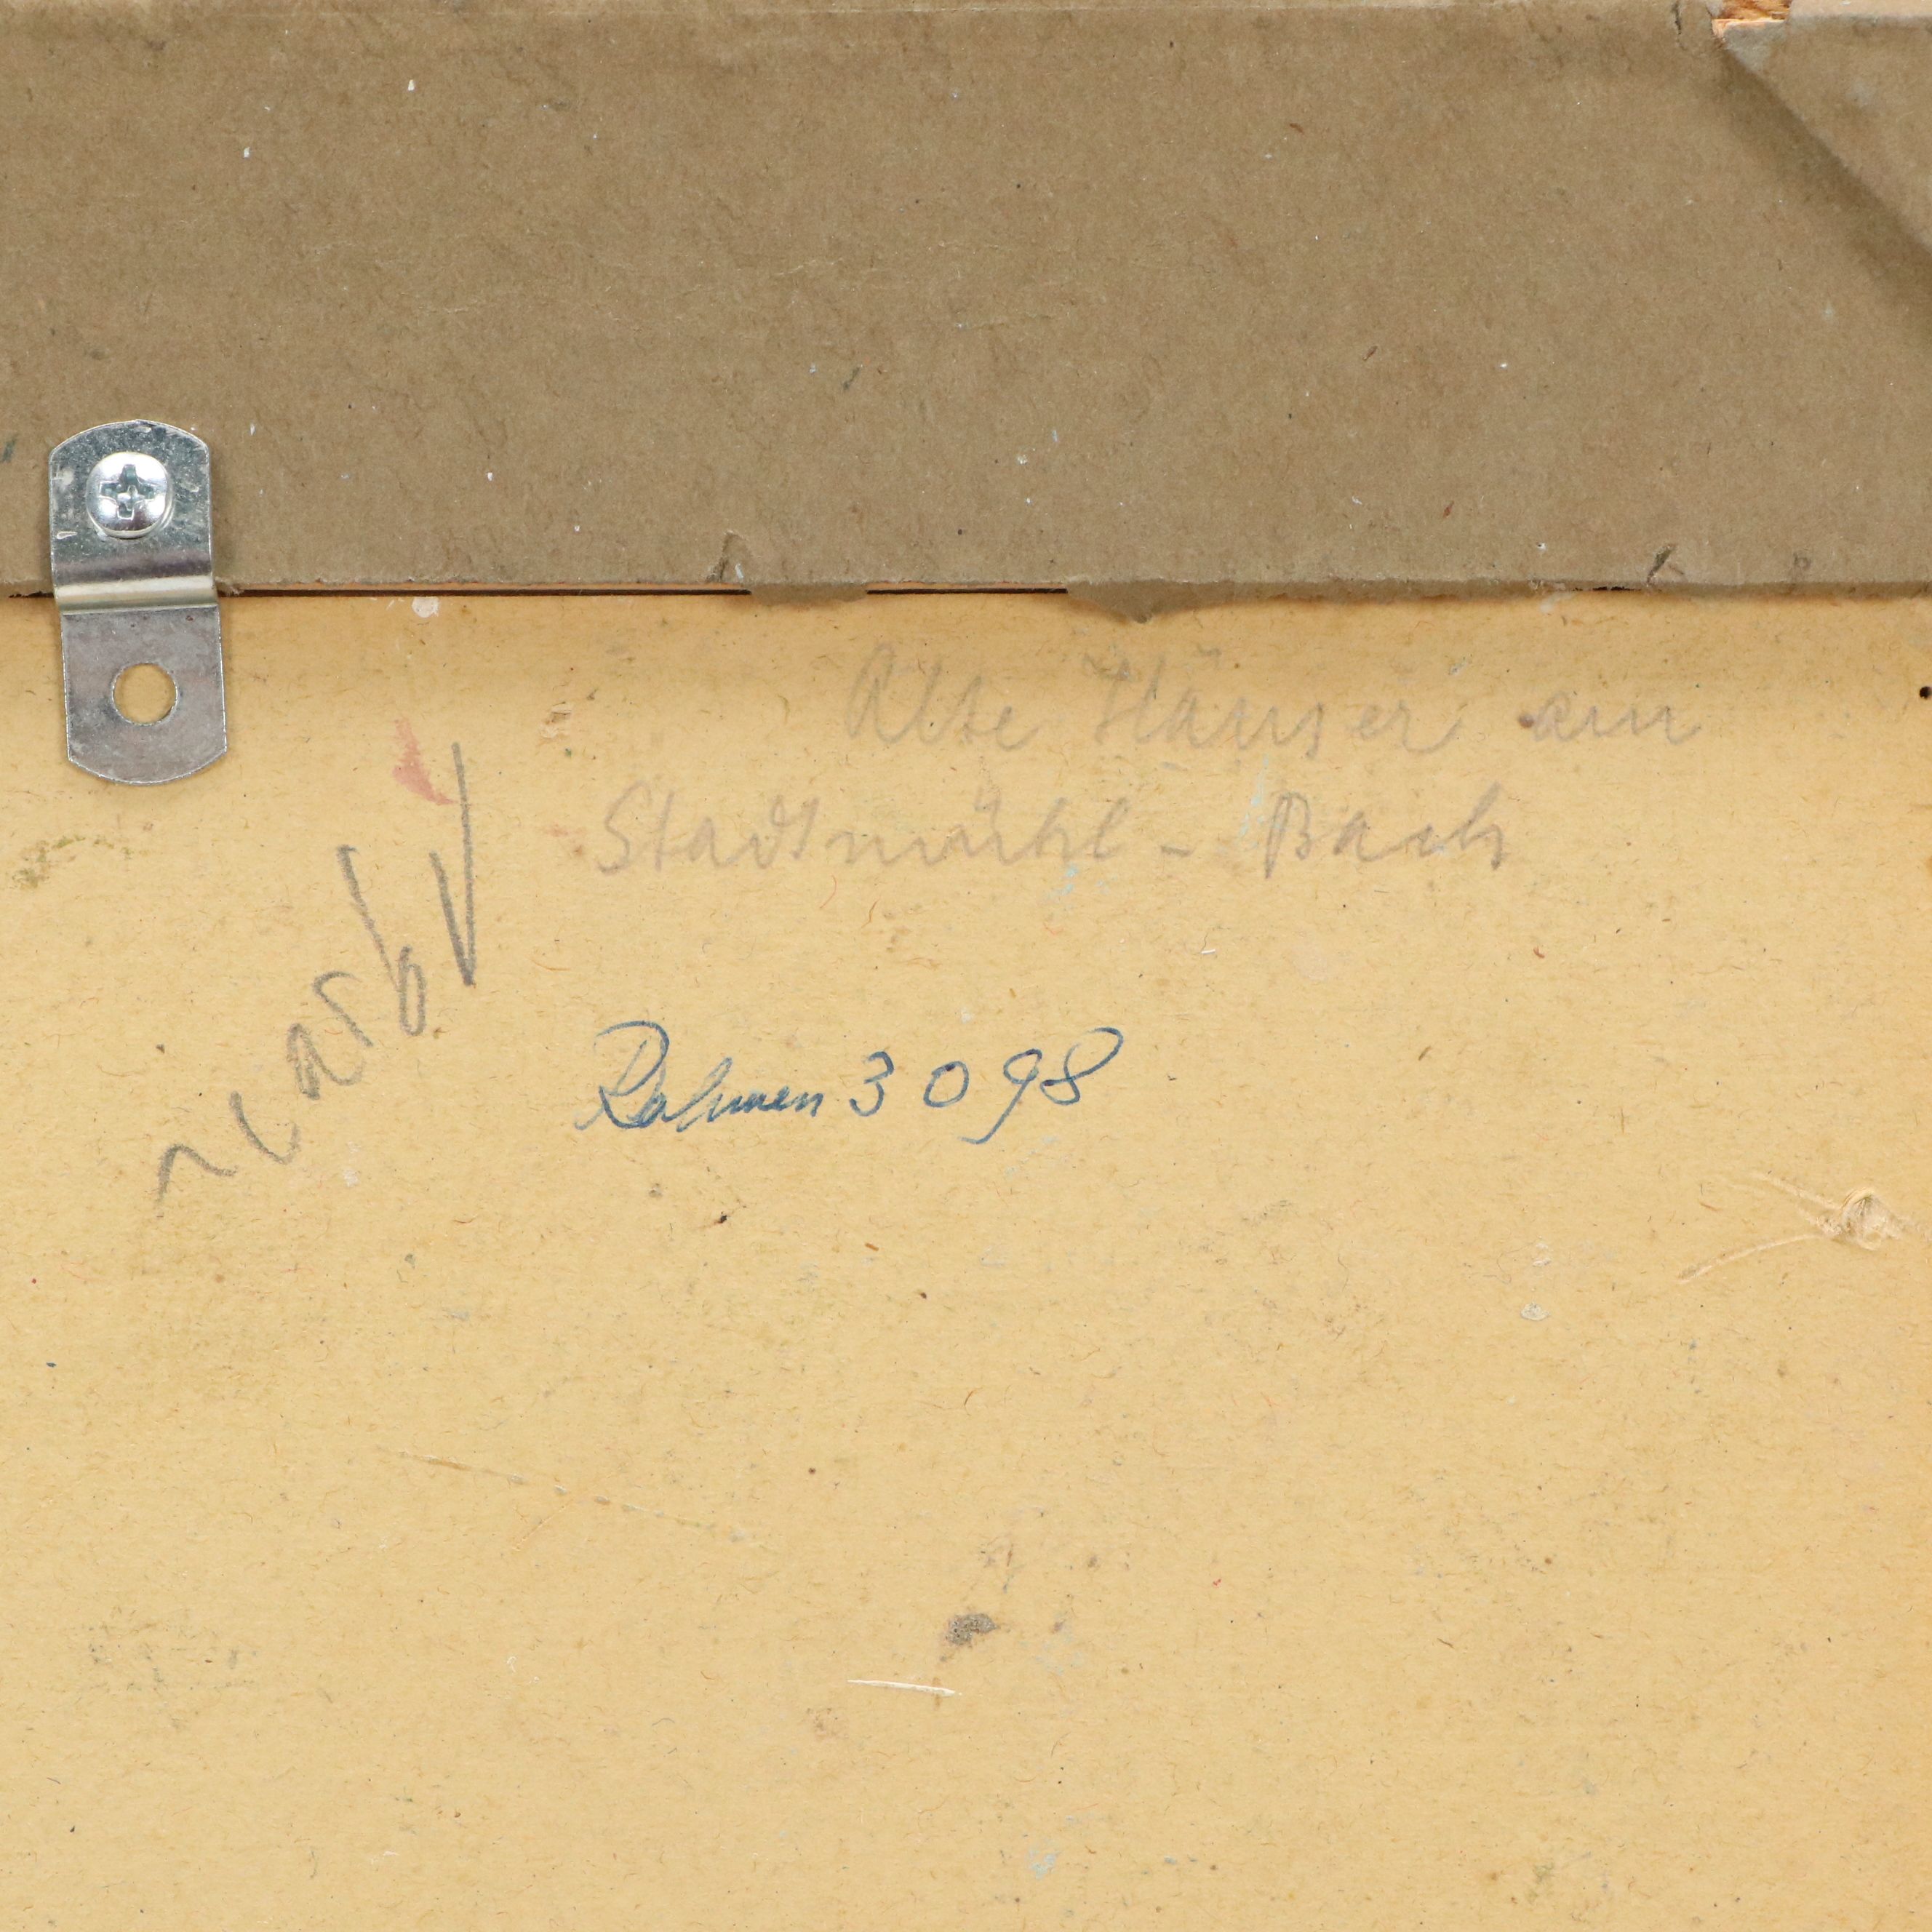 Alte Häuser am
Stadtmühl - Bach
Rahmen 3098